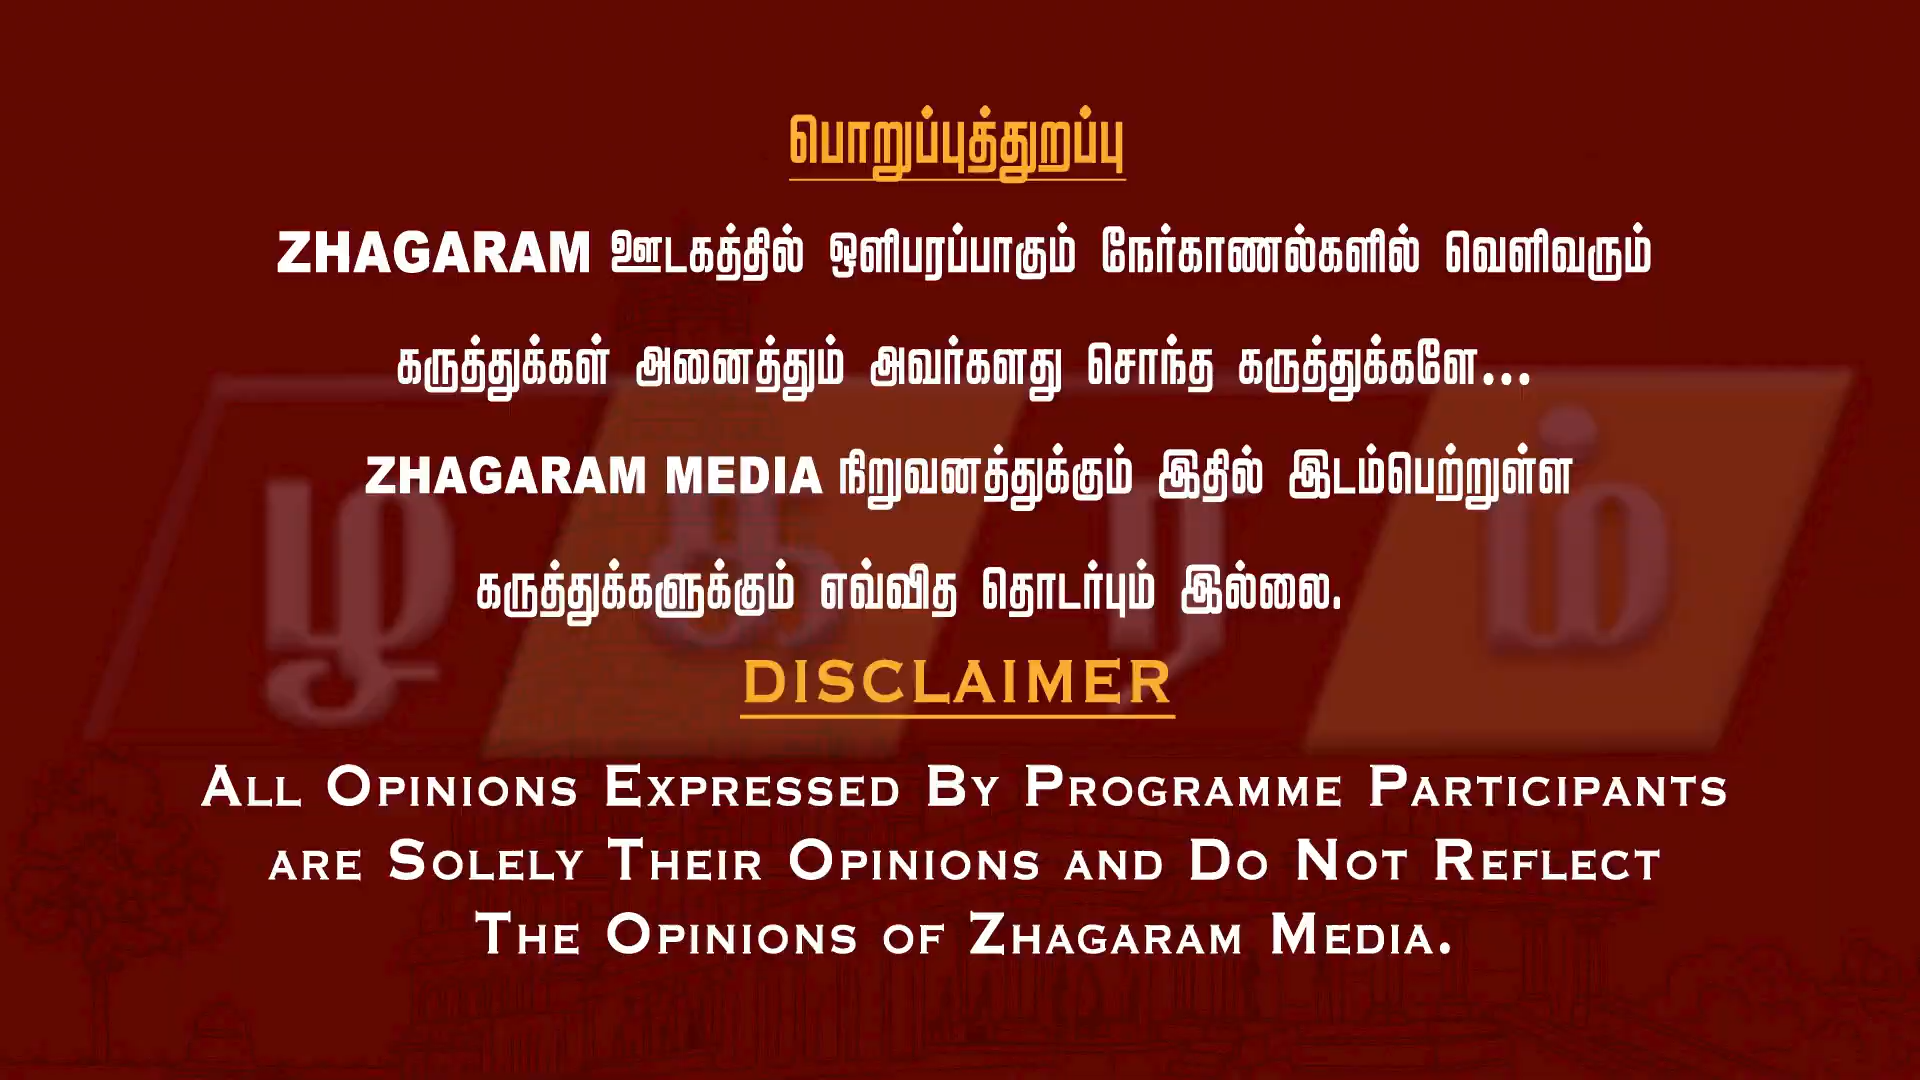 பொறுப்புத்துறப்பு
ZHAGARAM ஊடகத்தில் ஒளிபரப்பாகும் நேர்காணல்களில் வெளிவரும்
கருத்துக்கள் அனைத்தும் அவர்களது சொந்த கருத்துக்களே...
ZHAGARAM MEDIA நிறுவனத்துக்கும் இதில் இடம்பெற்றுள்ள
கருத்துக்களுக்கும் எவ்வித தொடர்பும் இல்லை.
ழகரம்
DISCLAIMER
ALL OPINIONS EXPRESSED BY PROGRAMME PARTICIPANTS
ARE SOLELY THEIR OPINIONS AND DO NOT REFLECT
THE OPINIONS OF ZHAGARAM MEDIA.